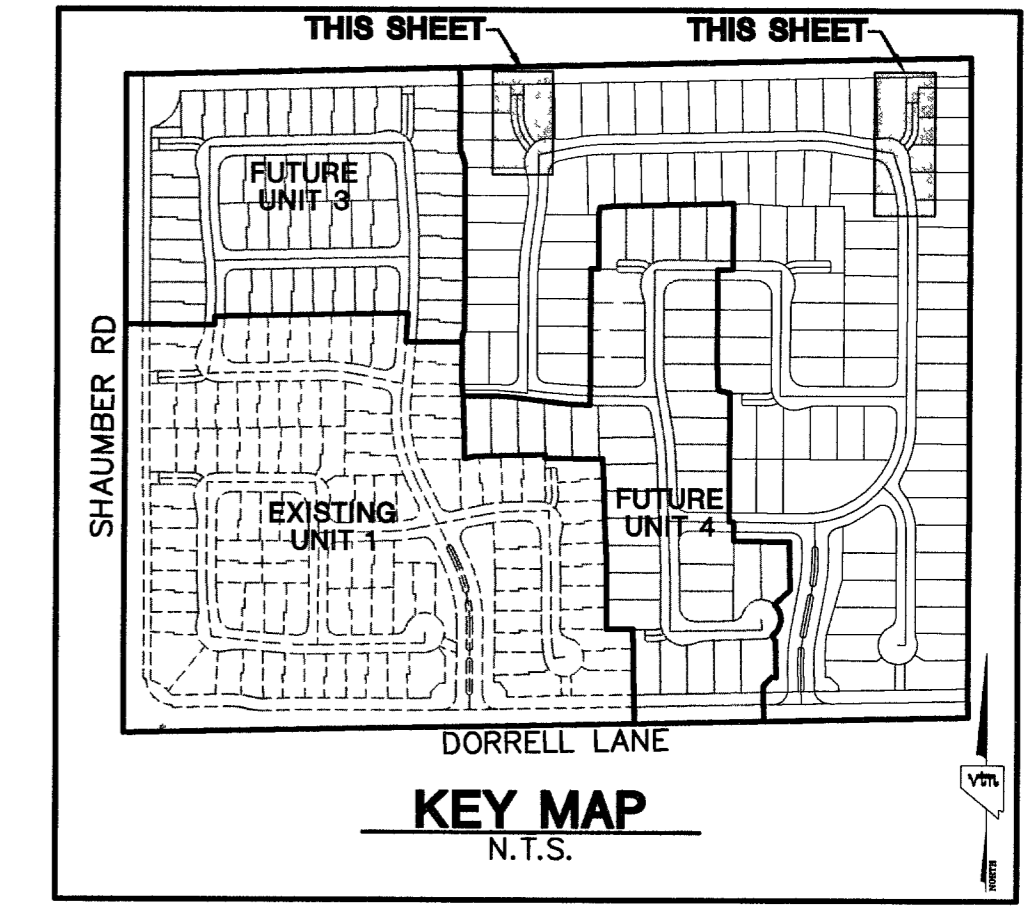 THIS SHEET
THIS SHEET
FUTURE
UNIT 3
SHAUMBER RD
EXISTING
UNIT 1
FUTURE
UNIT 4
DORRELL LANE
vtn
KEY MAP
N.T.S.
NORTH